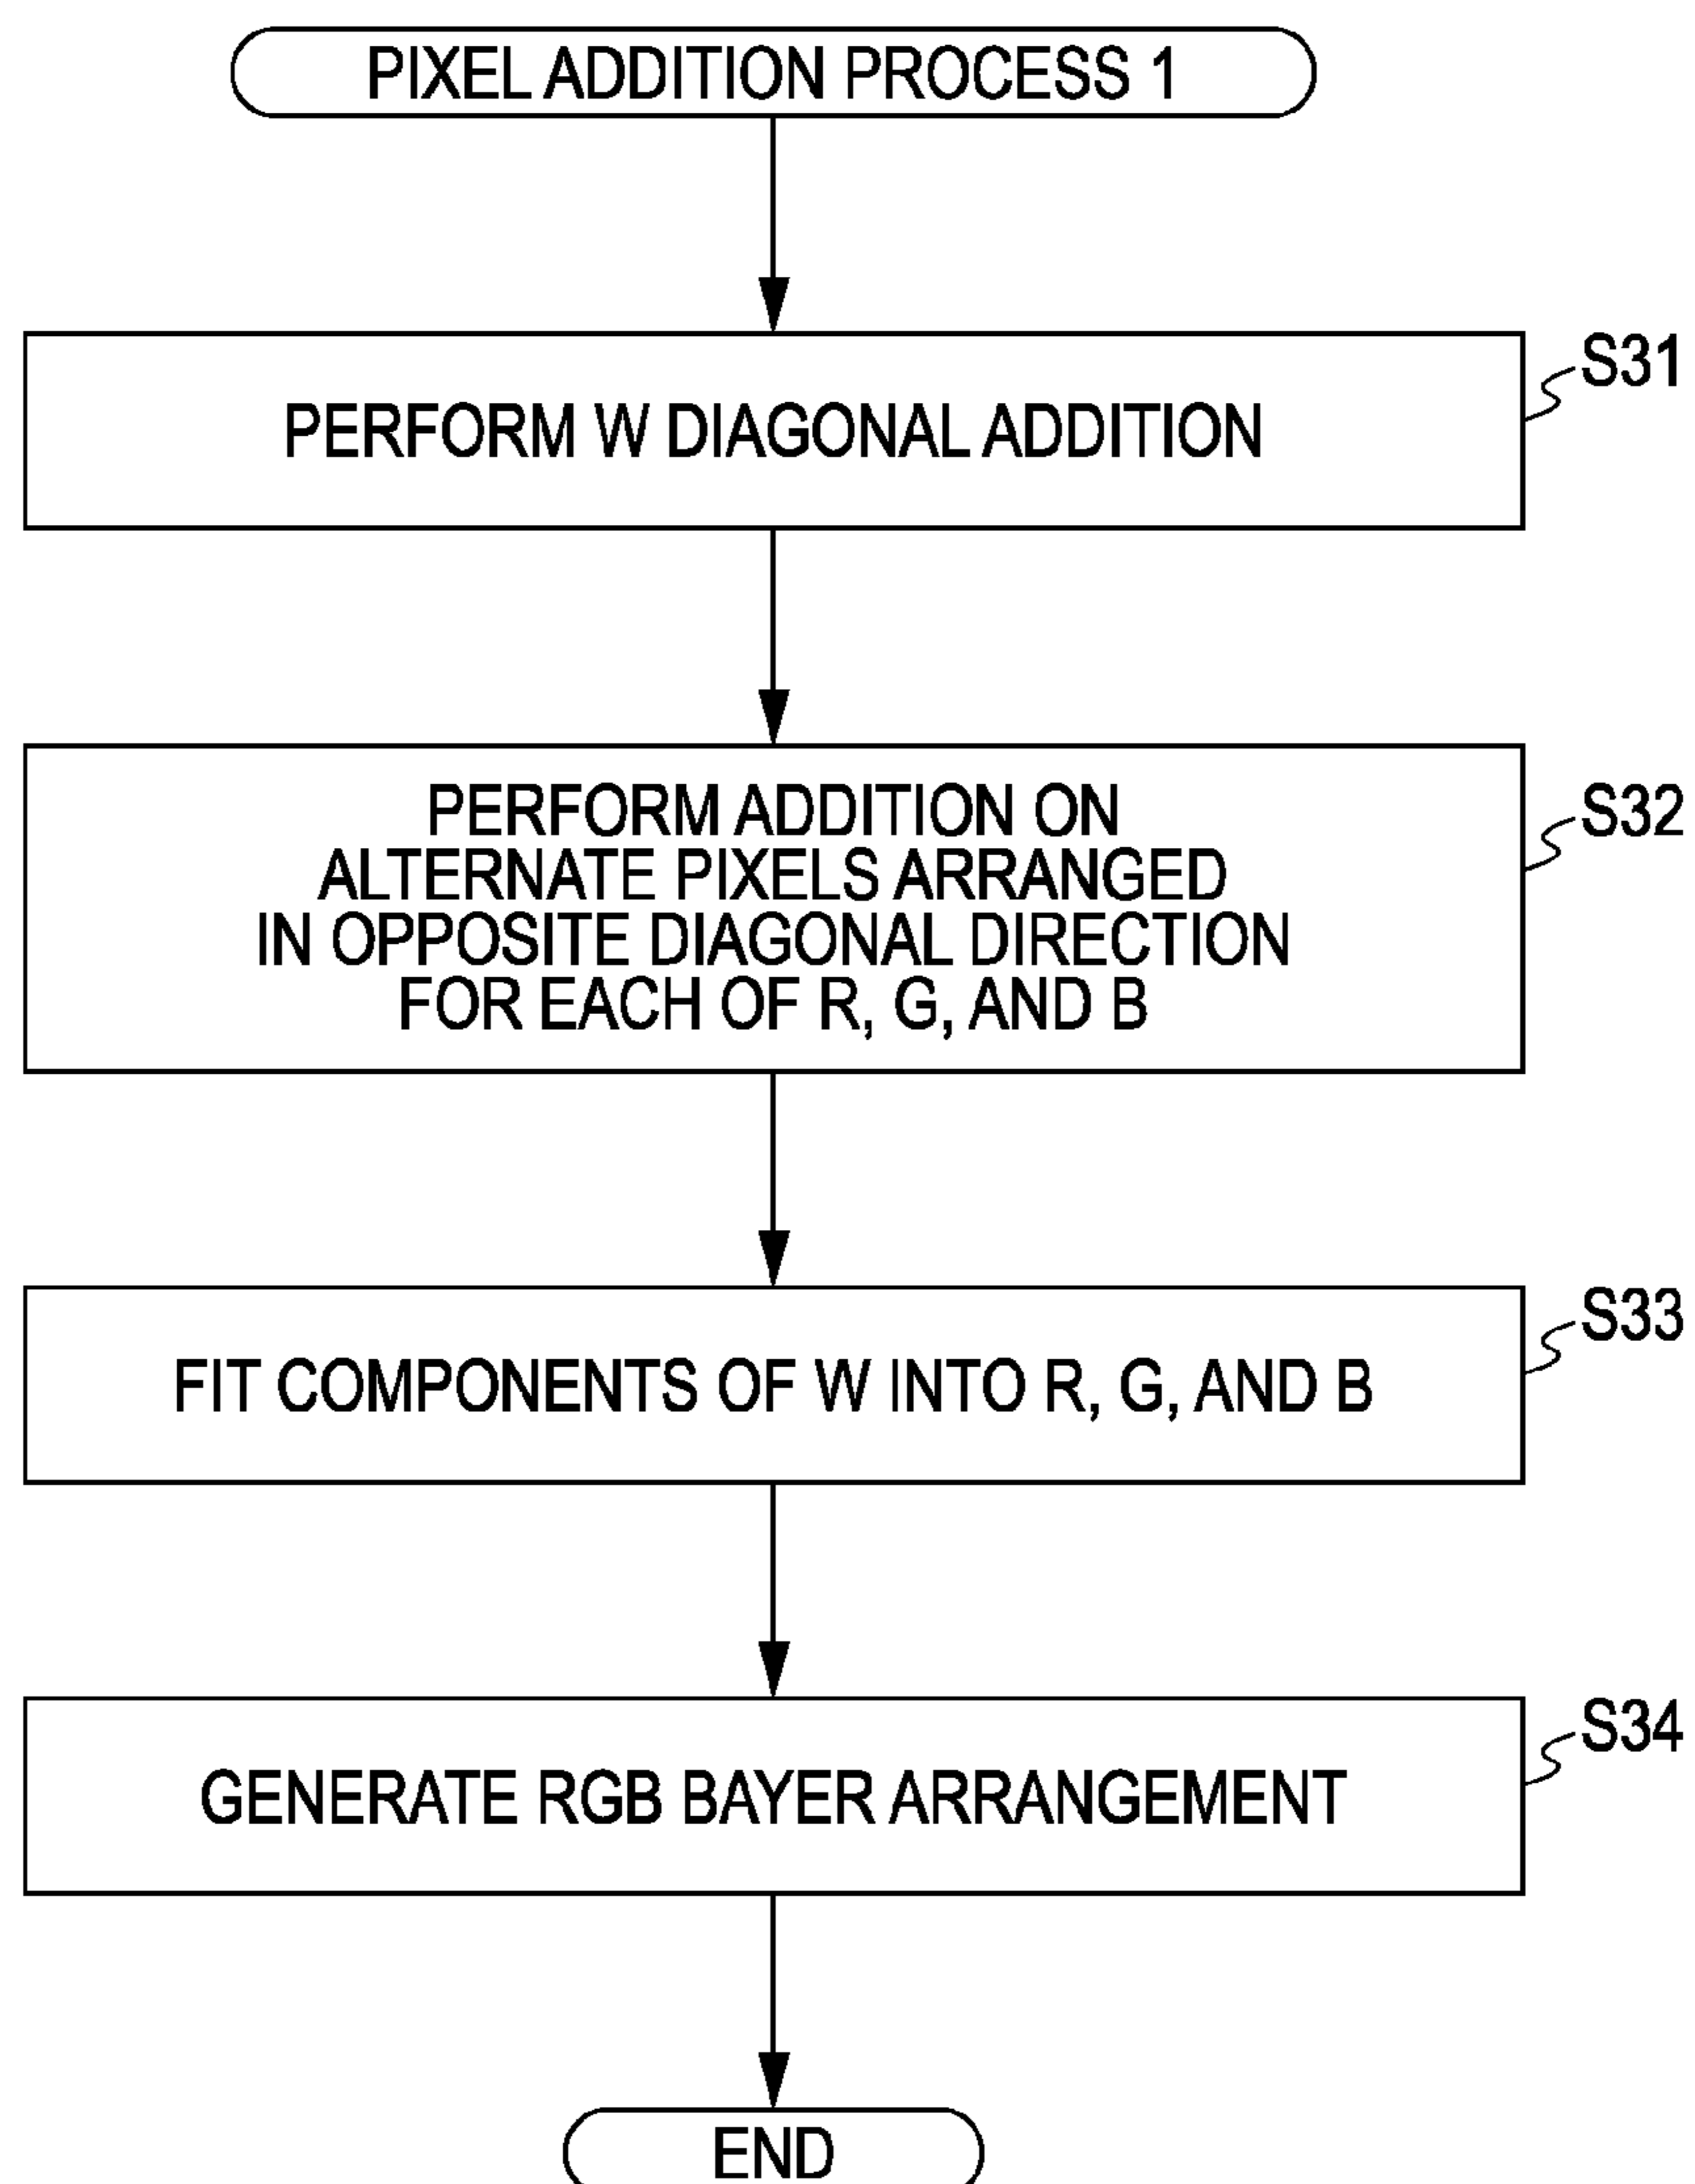 PIXEL ADDITION PROCESS 1
S31
PERFORM W DIAGONAL ADDITION
S32
PERFORM ADDITION ON
ALTERNATE PIXELS ARRANGED
IN OPPOSITE DIAGONAL DIRECTION
FOR EACH OF R, G, AND B
S33
FIT COMPONENTS OF W INTO R, G, AND B
S34
GENERATE RGB BAYER ARRANGEMENT
END